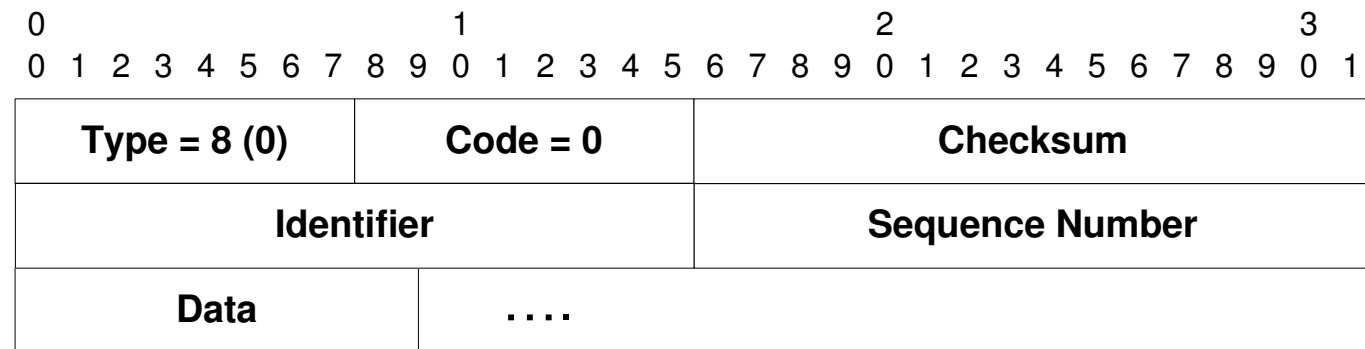 0 1 2 3
0 1 2 3 4 5 6 7 8 9 0 1 2 3 4 5 6 7 8 9 0 1 2 3 4 5 6 7 8 9 0 1
Type = 8 (0) Code = 0 Checksum
Identifier Sequence Number
Data ....